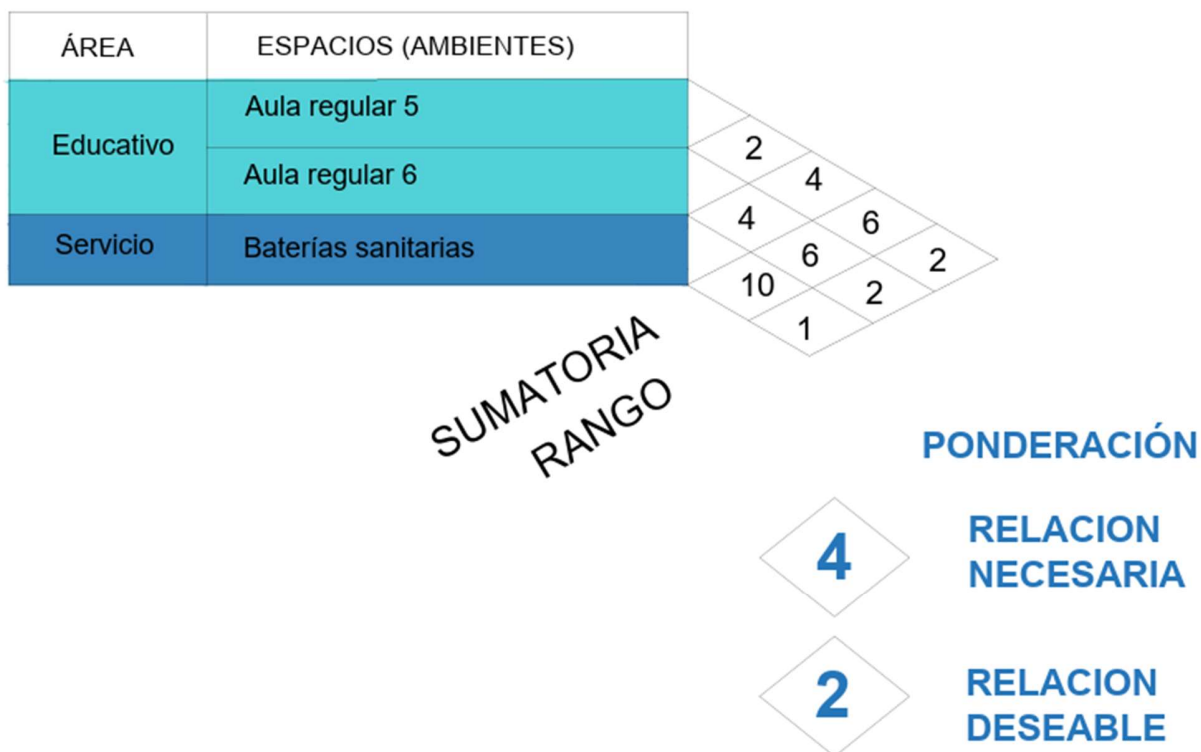 ÁREA
ESPACIOS (AMBIENTES)
Educativo
Aula regular 5
Aula regular 6
Servicio
Baterías sanitarias
2
4
6
2
4
6
2
10
1
SUMATORIA
RANGO
PONDERACIÓN
4
RELACION
NECESARIA
2
RELACION
DESEABLE